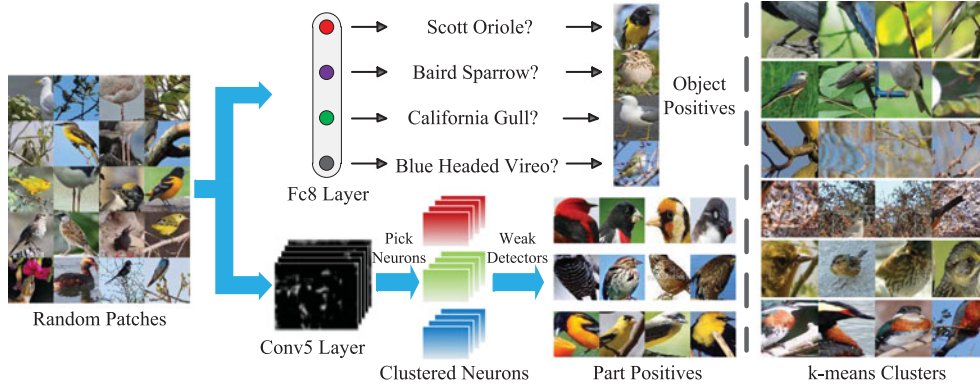 Scott Oriole?
Baird Sparrow?
California Gull?
Blue Headed Vireo?
Object
Positives
Fc8 Layer
Random Patches
Pick
Neurons
Weak
Detectors
Conv5 Layer
Clustered Neurons
Part Positives
k-means Clusters